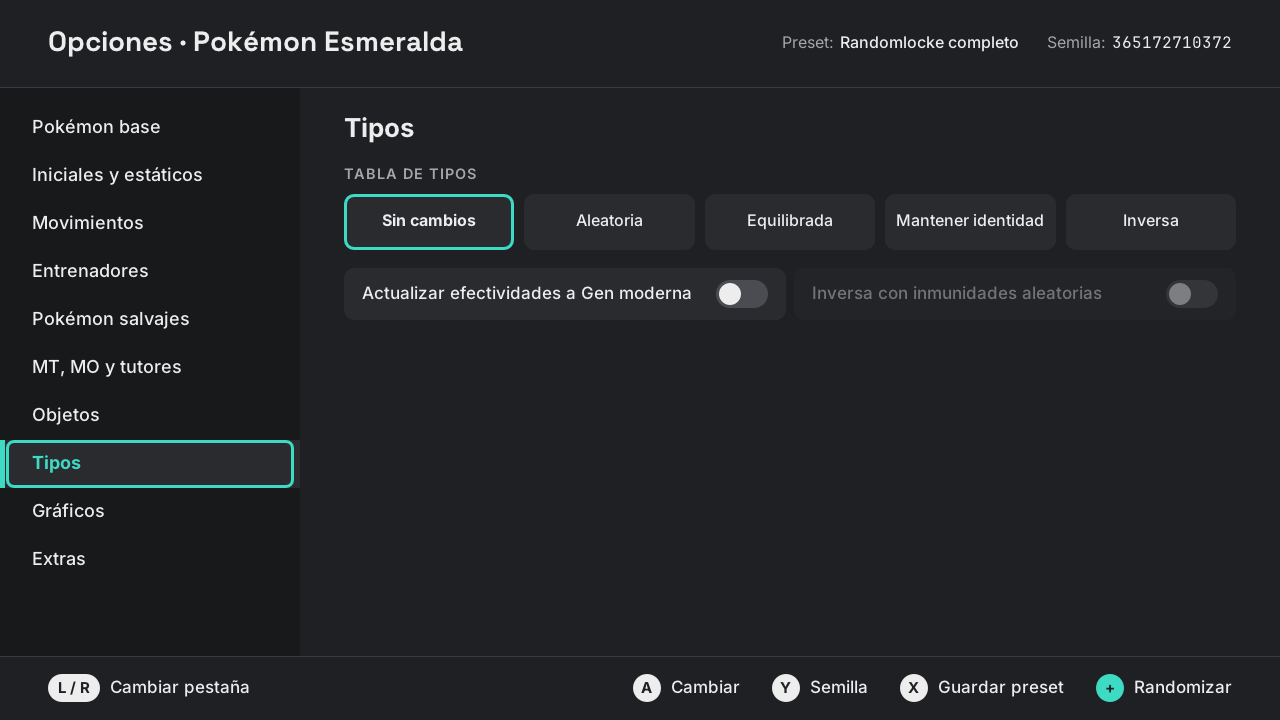 Opciones · Pokémon Esmeralda
Preset: Randomlocke completo Semilla: 365172710372
Pokémon base
Iniciales y estáticos
Movimientos
Entrenadores
Pokémon salvajes
MT, MO y tutores
Objetos
Tipos
Gráficos
Extras
Tipos
TABLA DE TIPOS
Sin cambios Aleatoria Equilibrada Mantener identidad Inversa
Actualizar efectividades a Gen moderna Inversa con inmunidades aleatorias
L / R Cambiar pestaña A Cambiar Y Semilla X Guardar preset + Randomizar